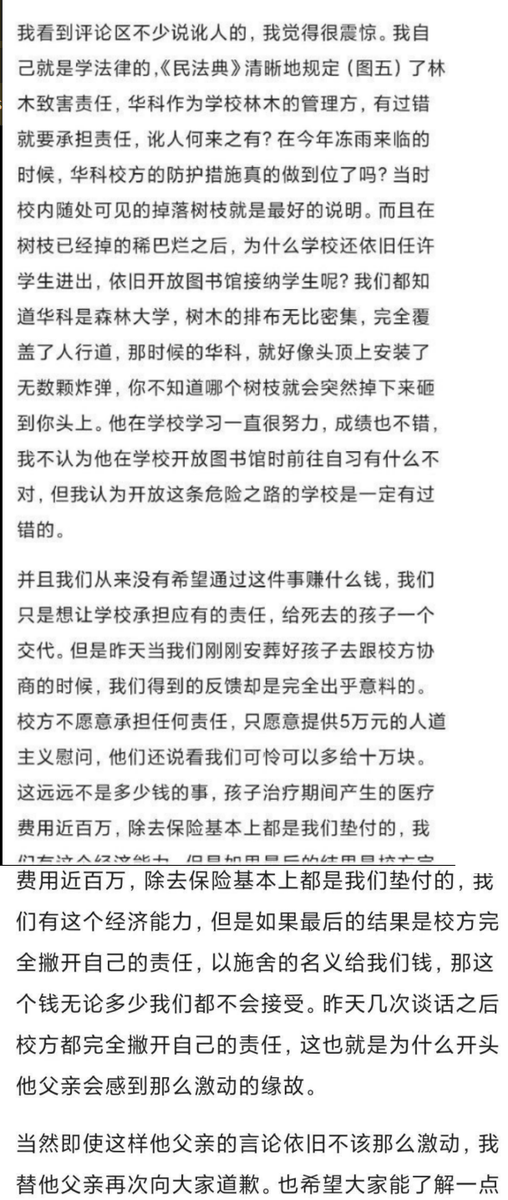 我看到评论区不少说讹人的，我觉得很震惊。我自
己就是学法律的，《民法典》清晰地规定（图五）了林
木致害责任，华科作为学校林木的管理方，有过错
就要承担责任，讹人何来之有？在今年冻雨来临的
时候，华科校方的防护措施真的做到位了吗？当时
校内随处可见的掉落树枝就是最好的说明。而且在
树枝已经掉的稀巴烂之后，为什么学校还依旧任许
学生进出，依旧开放图书馆接纳学生呢？我们都知
道华科是森林大学，树木的排布无比密集，完全覆
盖了人行道，那时候的华科，就好像头顶上安装了
无数颗炸弹，你不知道哪个树枝就会突然掉下来砸
到你头上。他在学校学习一直很努力，成绩也不错，
我不认为他在学校开放图书馆时前往自习有什么不
对，但我认为开放这条危险之路的学校是一定有过
错的。
并且我们从来没有希望通过这件事赚什么钱，我们
只是想让学校承担应有的责任，给死去的孩子一个
交代。但是昨天当我们刚刚安葬好孩子去跟校方协
商的时候，我们得到的反馈却是完全出乎意料的。
校方不愿意承担任何责任，只愿意提供5万元的人道
主义慰问，他们还说看我们可怜可以多给十万块。
这远远不是多少钱的事，孩子治疗期间产生的医疗
费用近百万，除去保险基本上都是我们垫付的，我
们有这个经济能力，但是如果最后的结果是校方完
费用近百万，除去保险基本上都是我们垫付的，我
们有这个经济能力，但是如果最后的结果是校方完
全撇开自己的责任，以施舍的名义给我们钱，那这
个钱无论多少我们都不会接受。昨天几次谈话之后
校方都完全撇开自己的责任，这也就是为什么开头
他父亲会感到那么激动的缘故。
当然即使这样他父亲的言论依旧不该那么激动，我
替他父亲再次向大家道歉。也希望大家能了解一点